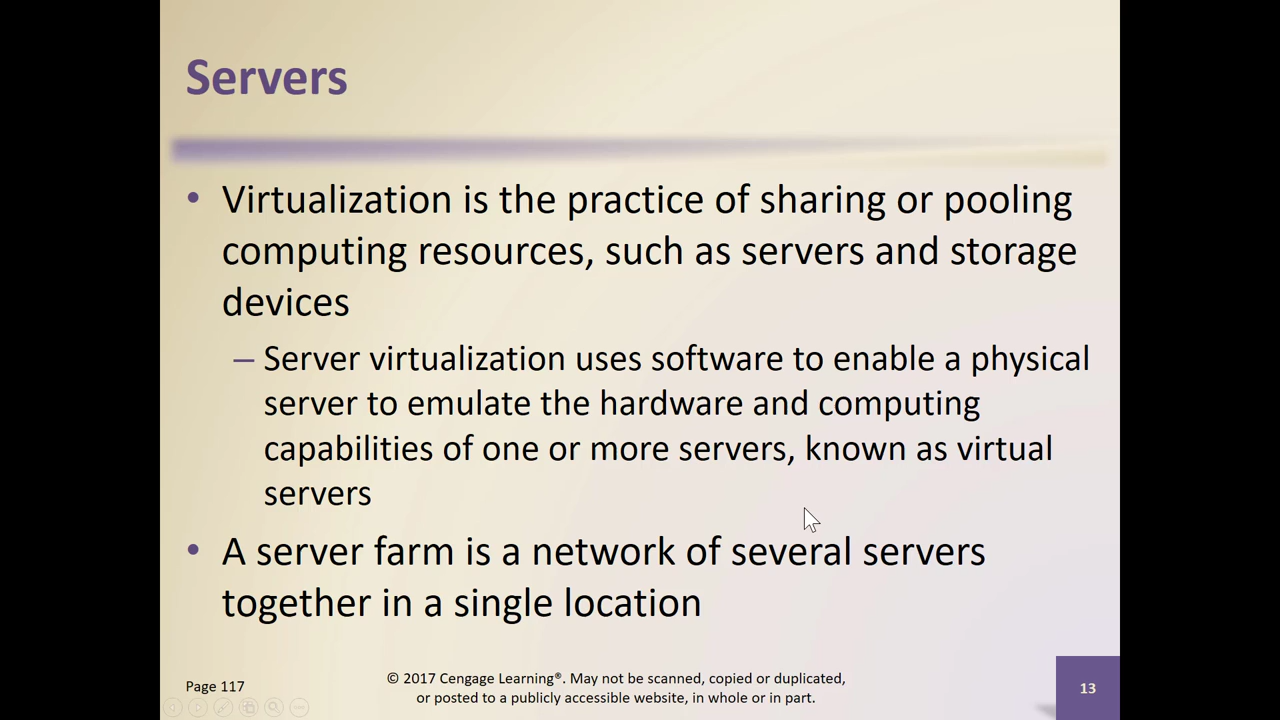 Servers
• Virtualization is the practice of sharing or pooling
computing resources, such as servers and storage
devices
– Server virtualization uses software to enable a physical
server to emulate the hardware and computing
capabilities of one or more servers, known as virtual
servers
• A server farm is a network of several servers
together in a single location
Page 117
© 2017 Cengage Learning®. May not be scanned, copied or duplicated,
or posted to a publicly accessible website, in whole or in part.
13